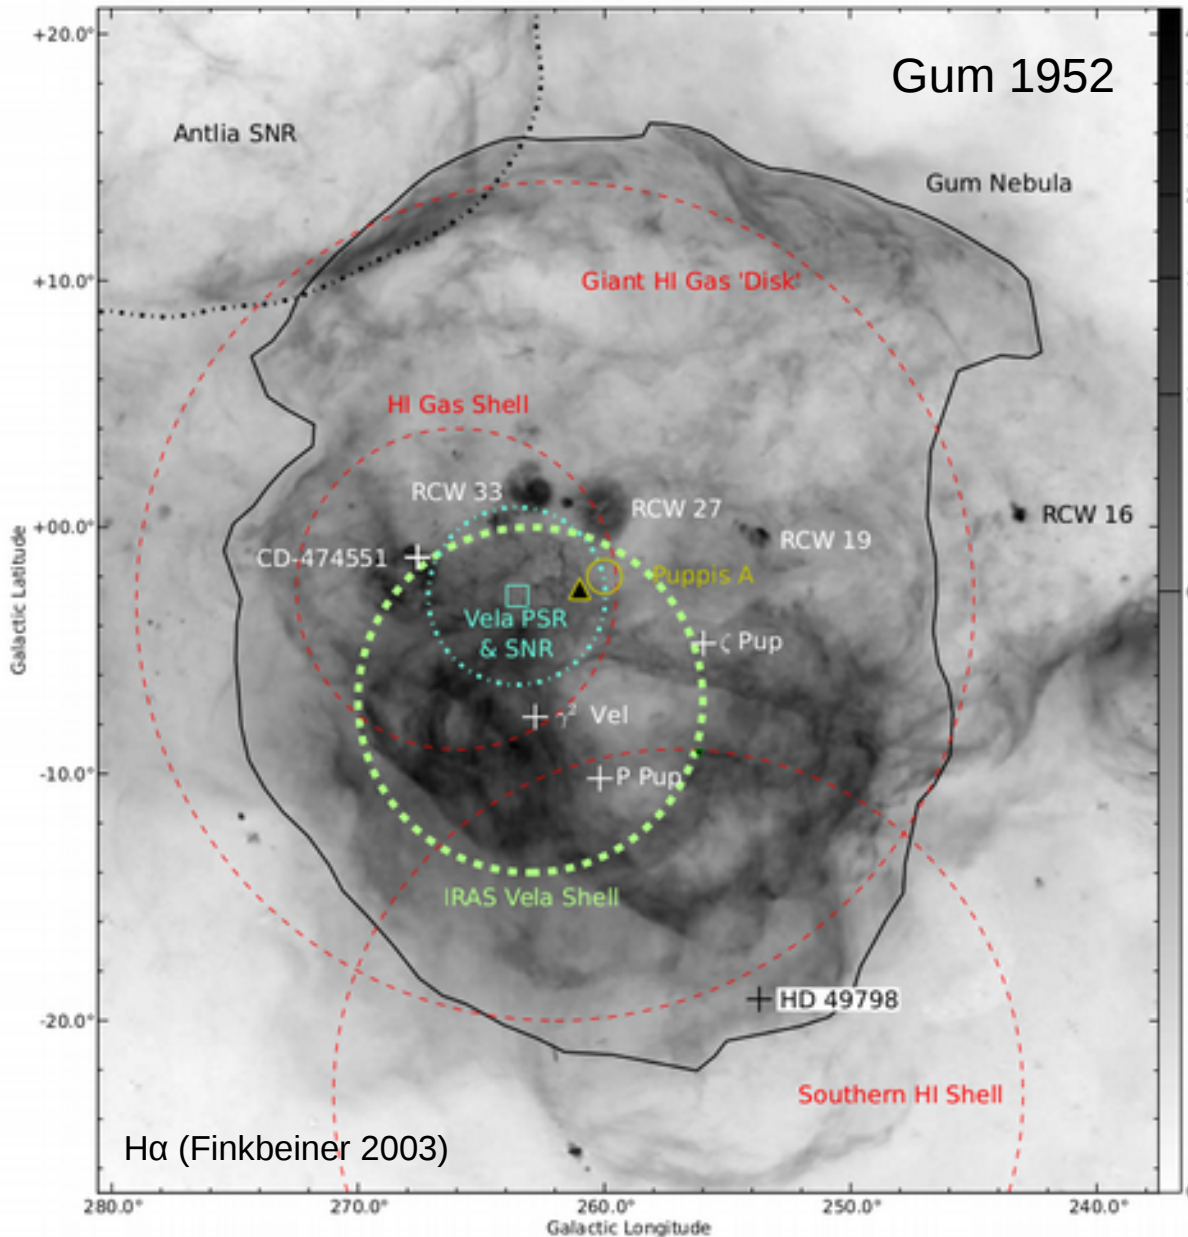 +20.0°
Gum 1952
Antlia SNR
Gum Nebula
+10.0°
Giant HI Gas 'Disk'
HI Gas Shell
RCW 33
RCW 27
RCW 16
+00.0°
RCW 19
CD-474551
Puppis A
Vela PSR
& SNR
ζ Pup
Galactic Latitude
γ² Vel
-10.0°
P Pup
IRAS Vela Shell
-20.0°
HD 49798
Southern HI Shell
Hα (Finkbeiner 2003)
280.0°
270.0°
260.0°
250.0°
240.0°
Galactic Longitude